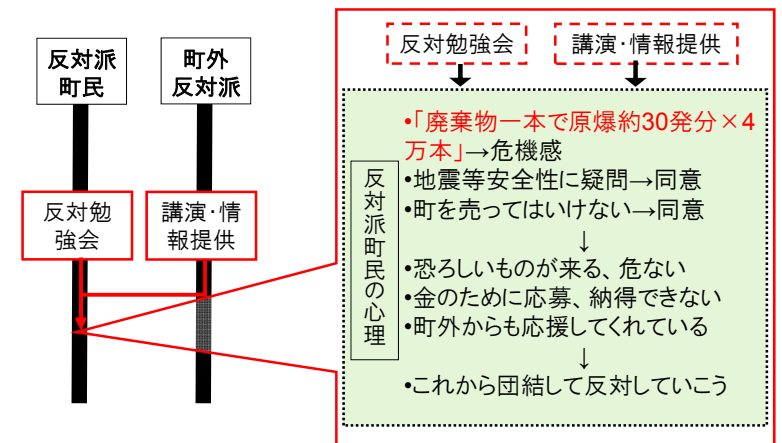 反対派
町民
町外
反対派
反対勉
強会
講演･情
報提供
反対勉強会
講演･情報提供
反対派町民の心理
•｢廃棄物一本で原爆約30発分×4
万本｣→危機感
•地震等安全性に疑問→同意
•町を売ってはいけない→同意
↓
•恐ろしいものが来る、危ない
•金のために応募、納得できない
•町外からも応援してくれている
↓
•これから団結して反対していこう